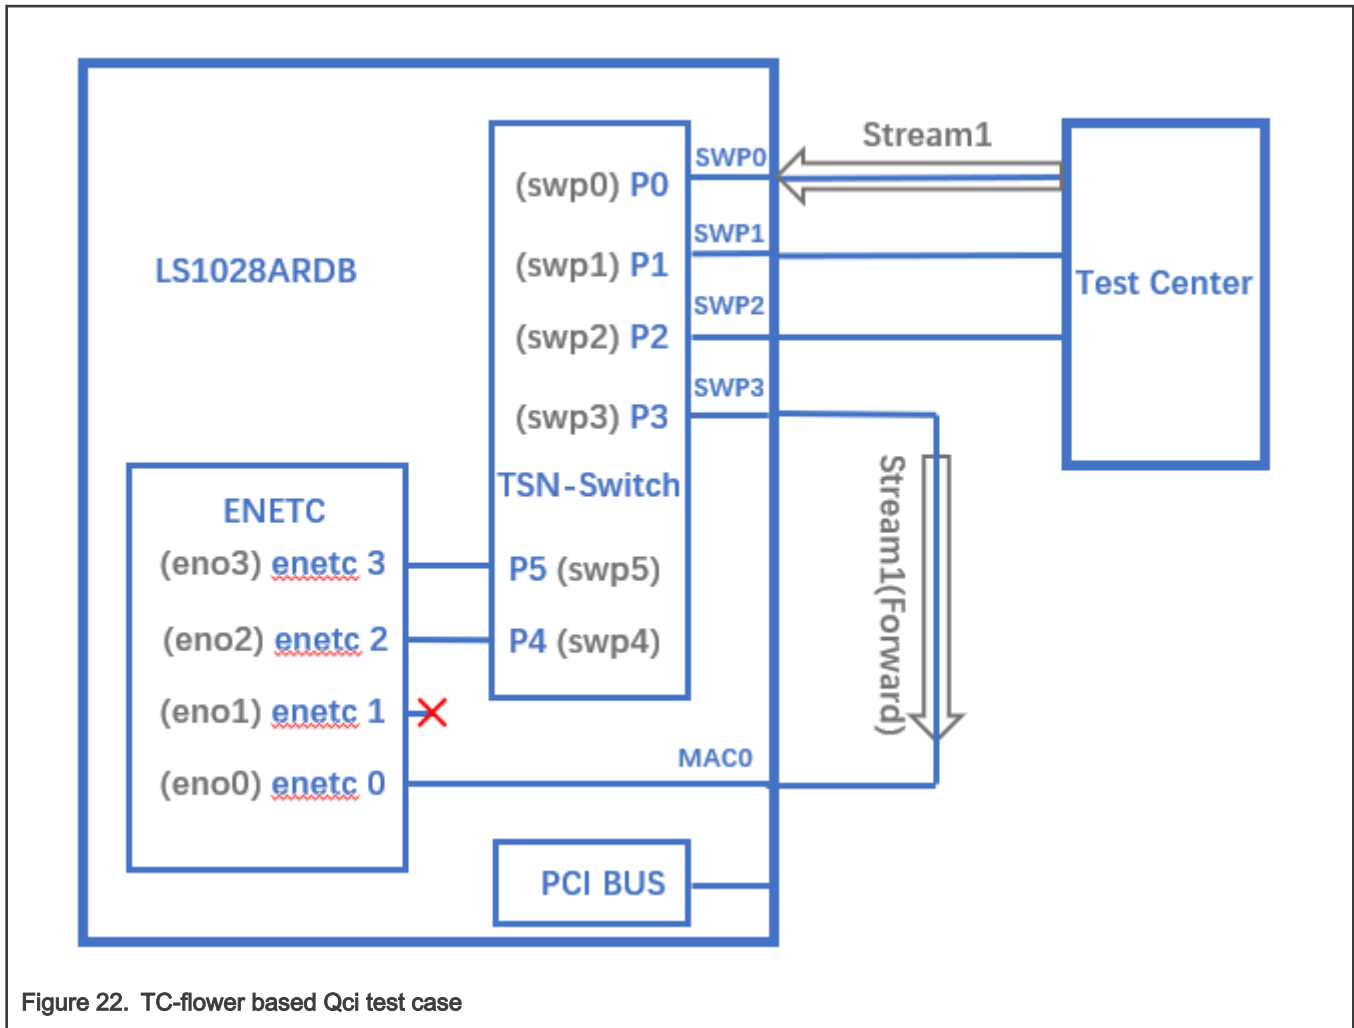 Stream1
SWP0
(swp0) P0
SWP1
(swp1) P1
LS1028ARDB
Test Center
SWP2
(swp2) P2
SWP3
(swp3) P3
TSN-Switch
Stream1(Forward)
ENETC
(eno3) enetc 3
P5 (swp5)
(eno2) enetc 2
P4 (swp4)
(eno1) enetc 1
MAC0
(eno0) enetc 0
PCI BUS
Figure 22. TC-flower based Qci test case